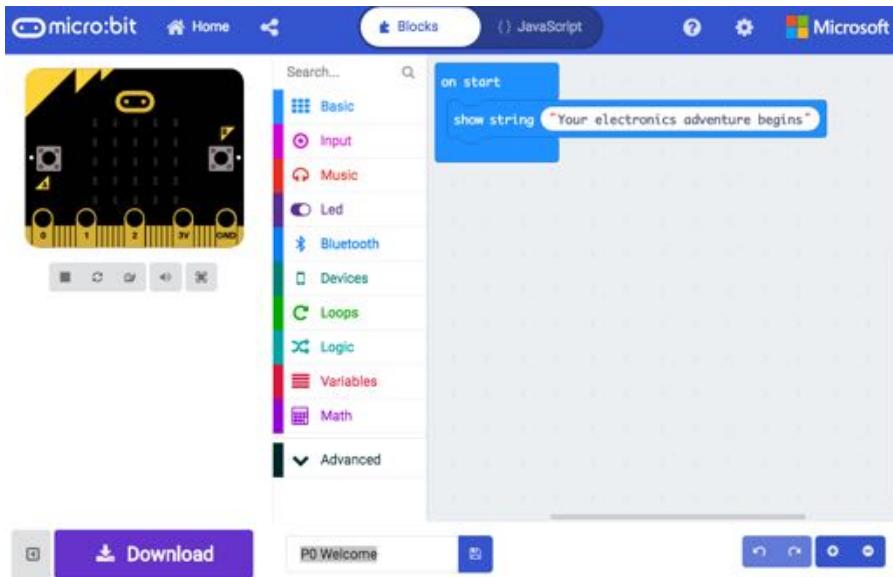 micro:bit Home Blocks {} JavaScript ? Microsoft
Search...
Basic
Input
Music
Led
Bluetooth
Devices
Loops
Logic
Variables
Math
Advanced
on start
show string "Your electronics adventure begins"
B
A
0 1 2 3V GND
Download
P0 Welcome